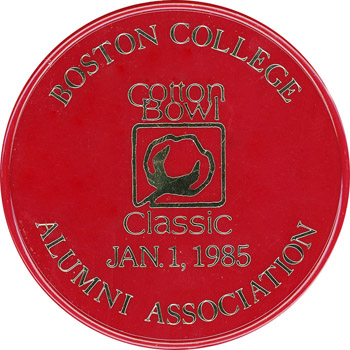 BOSTON COLLEGE
Cotton
Bowl
Classic
JAN. 1, 1985
ALUMNI ASSOCIATION